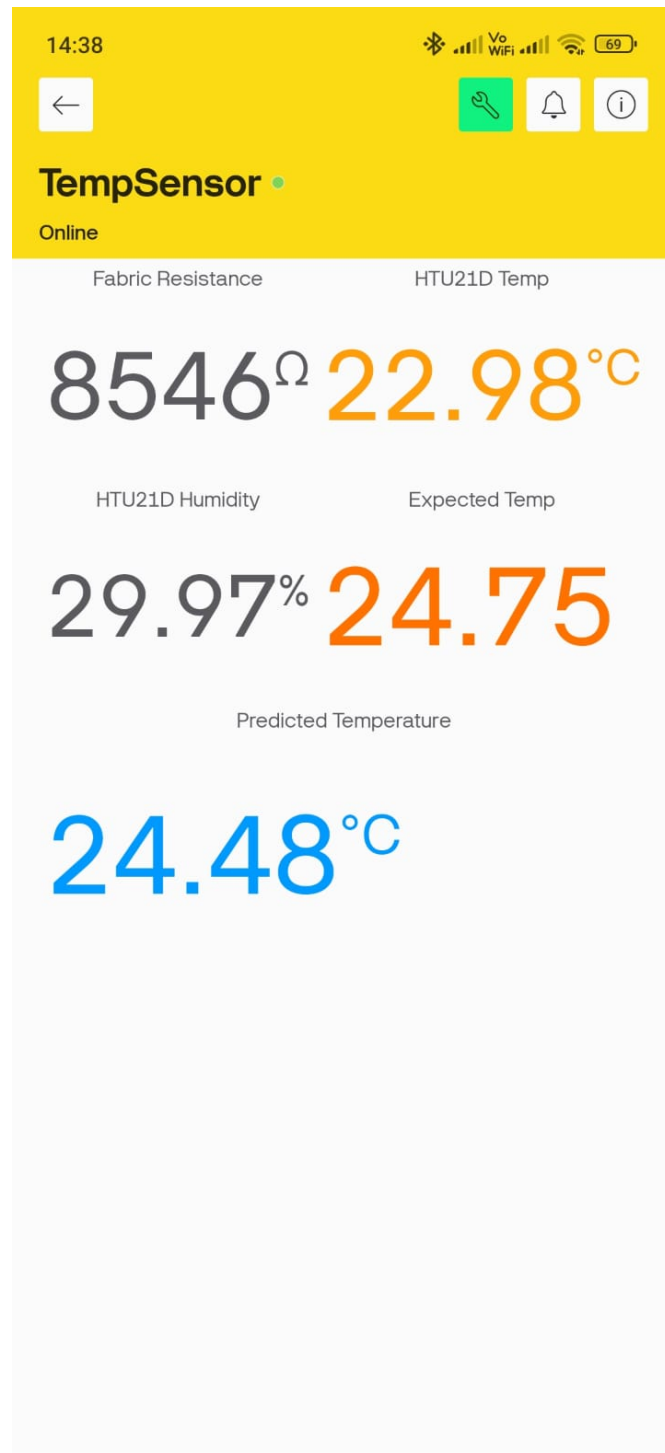 14:38 Vo WiFi 69
TempSensor
Online
Fabric Resistance HTU21D Temp
8546Ω 22.98°C
HTU21D Humidity Expected Temp
29.97% 24.75
Predicted Temperature
24.48°C